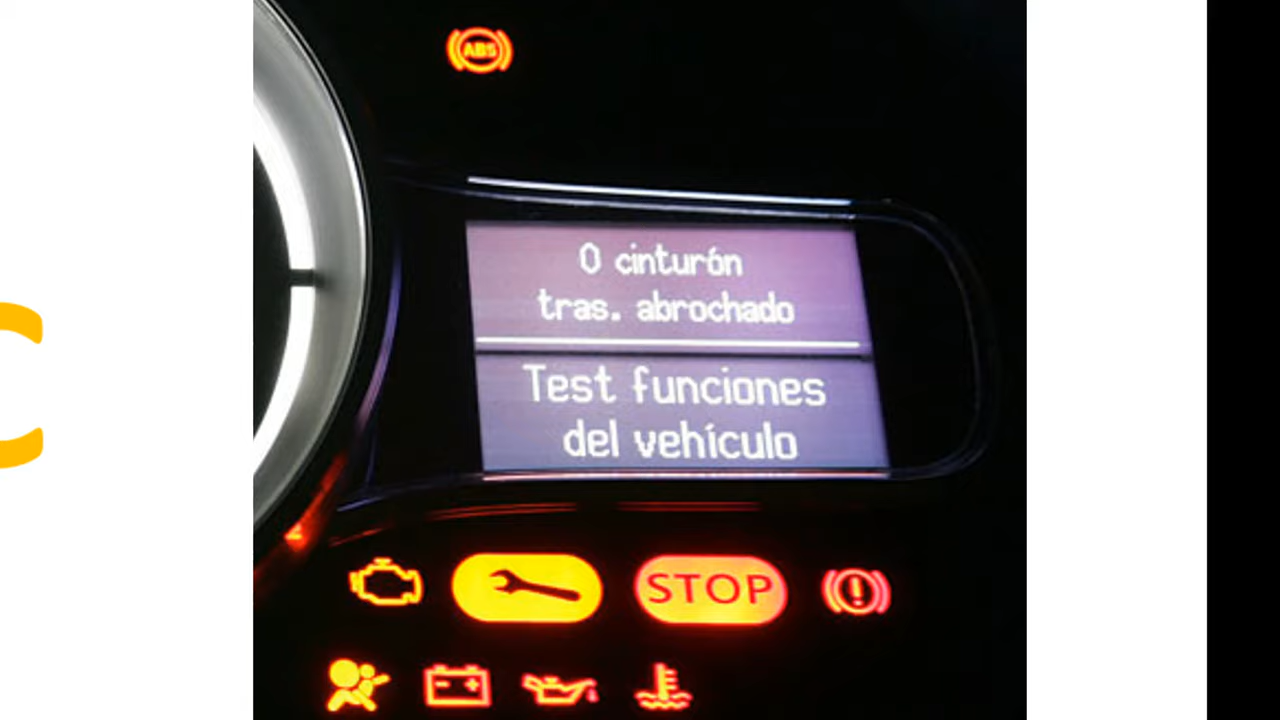 ABS
0 cinturón
tras. abrochado
Test funciones
del vehículo
STOP